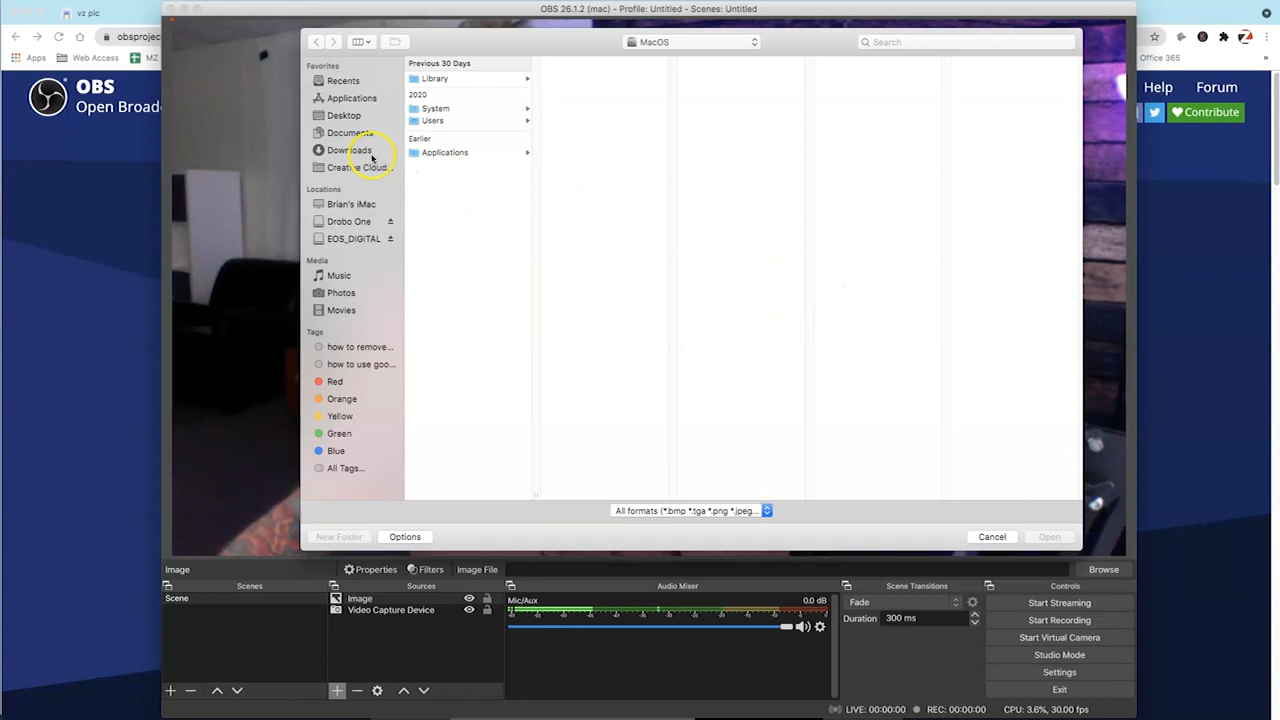 vz pic
OBS 26.1.2 (mac) - Profile: Untitled - Scenes: Untitled
obsprojec
Apps
Web Access
MZ
Office 365
OBS
Open Broad
Help
Forum
Contribute
MacOS
Search
Favorites
Recents
Applications
Desktop
Documents
Downloads
Creative Cloud...
Locations
Brian's iMac
Drobo One
EOS_DIGITAL
Media
Music
Photos
Movies
Tags
how to remove...
how to use goo...
Red
Orange
Yellow
Green
Blue
All Tags...
Previous 30 Days
Library
2020
System
Users
Earlier
Applications
All formats (*.bmp *.tga *.png *.jpeg...
New Folder
Options
Cancel
Open
Image
Properties
Filters
Image File
Browse
Scenes
Sources
Audio Mixer
Scene Transitions
Controls
Scene
Image
Video Capture Device
Mic/Aux
0.0 dB
Fade
Duration
300 ms
Start Streaming
Start Recording
Start Virtual Camera
Studio Mode
Settings
Exit
LIVE: 00:00:00
REC: 00:00:00
CPU: 3.6%, 30.00 fps